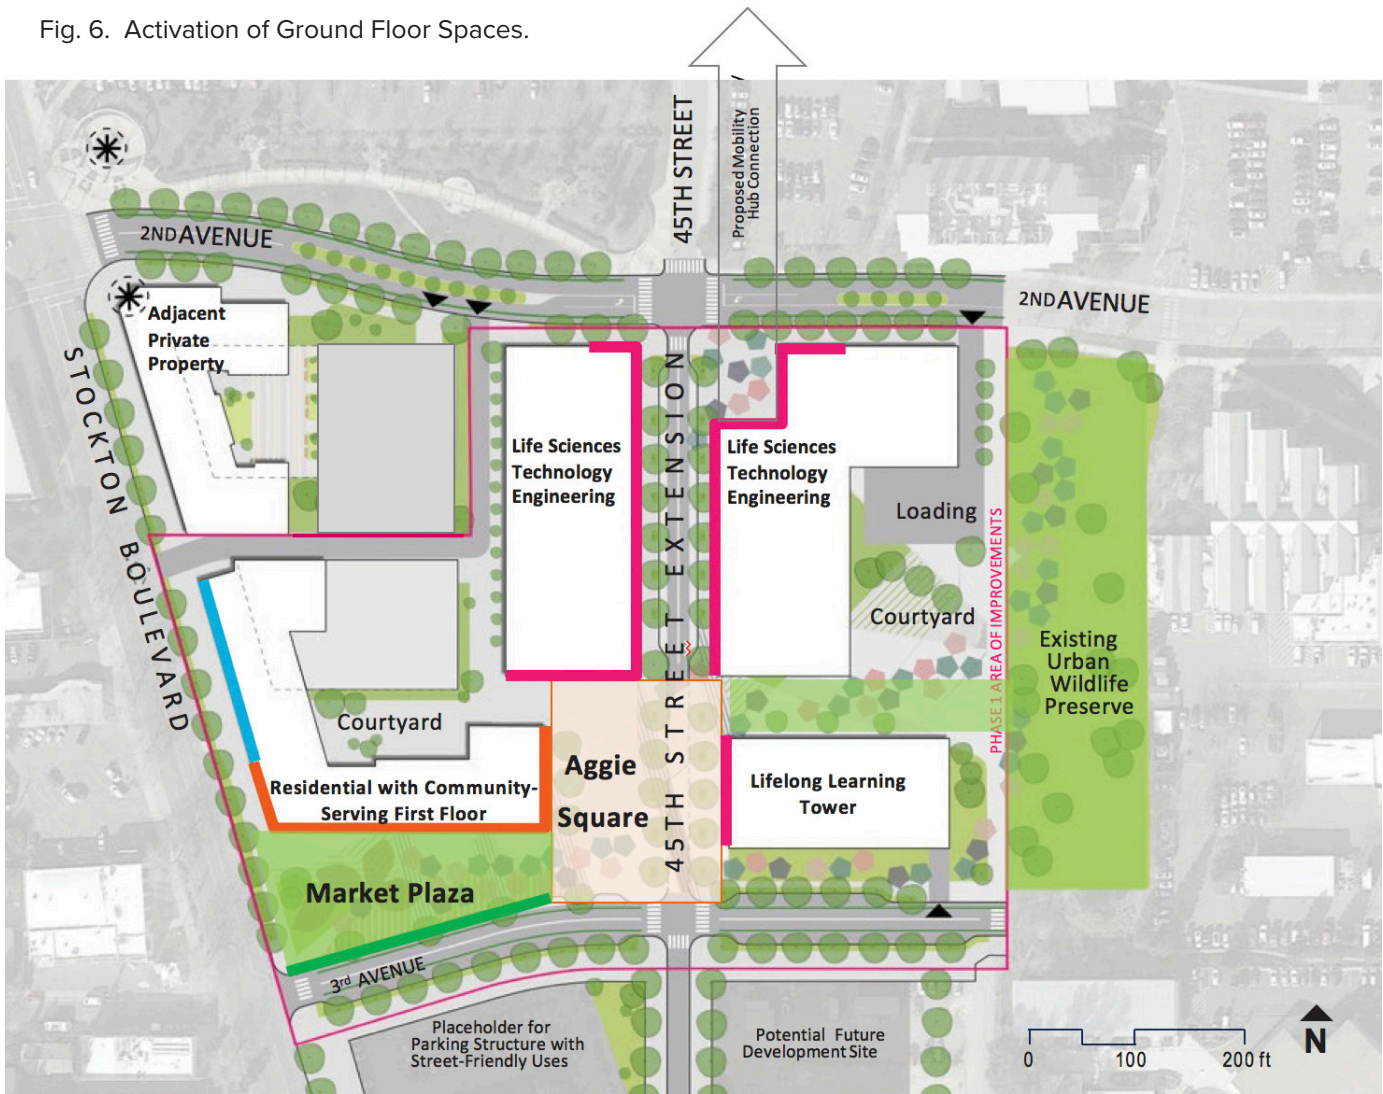 Fig. 6.  Activation of Ground Floor Spaces.
45TH STREET
Proposed Mobility
Hub Connection
2ND AVENUE
2ND AVENUE
Adjacent
Private
Property
STOCKTON BOULEVARD
Life Sciences
Technology
Engineering
45TH STREET EXTENSION
Life Sciences
Technology
Engineering
Loading
Courtyard
PHASE 1 AREA OF IMPROVEMENTS
Existing
Urban
Wildlife
Preserve
Courtyard
Residential with Community-
Serving First Floor
Aggie
Square
Lifelong Learning
Tower
Market Plaza
3rd AVENUE
Placeholder for
Parking Structure with
Street-Friendly Uses
Potential Future
Development Site
0 100 200 ft
N